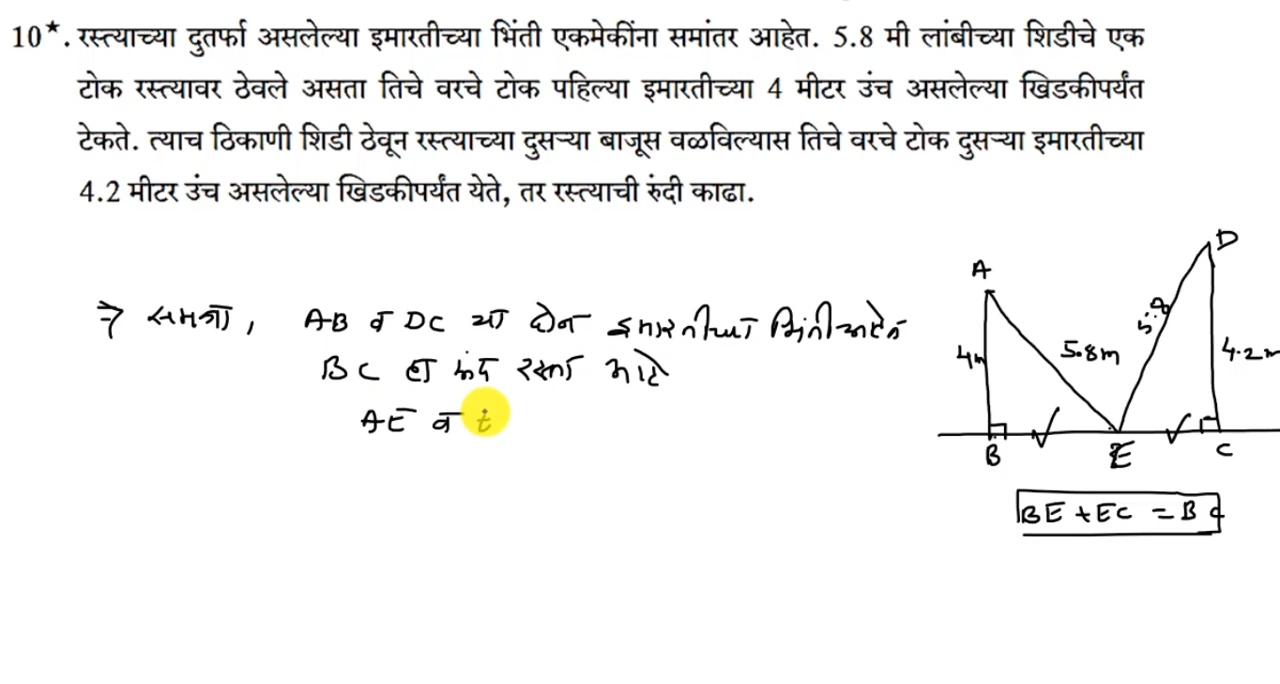 10*. रस्त्याच्या दुतर्फा असलेल्या इमारतीच्या भिंती एकमेकींना समांतर आहेत. 5.8 मी लांबीच्या शिडीचे एक
टोक रस्त्यावर ठेवले असता तिचे वरचे टोक पहिल्या इमारतीच्या 4 मीटर उंच असलेल्या खिडकीपर्यंत
टेकते. त्याच ठिकाणी शिडी ठेवून रस्त्याच्या दुसऱ्या बाजूस वळविल्यास तिचे वरचे टोक दुसऱ्या इमारतीच्या
4.2 मीटर उंच असलेल्या खिडकीपर्यंत येते, तर रस्त्याची रुंदी काढा.
⇒ समजा, AB व DC या दोन इमारतीच्या भिंती आहेत
BC हा रुंद रस्ता आहे
AE व
A
D
4m
5.8m
5.8
4.2m
B
E
C
BE + EC = BC